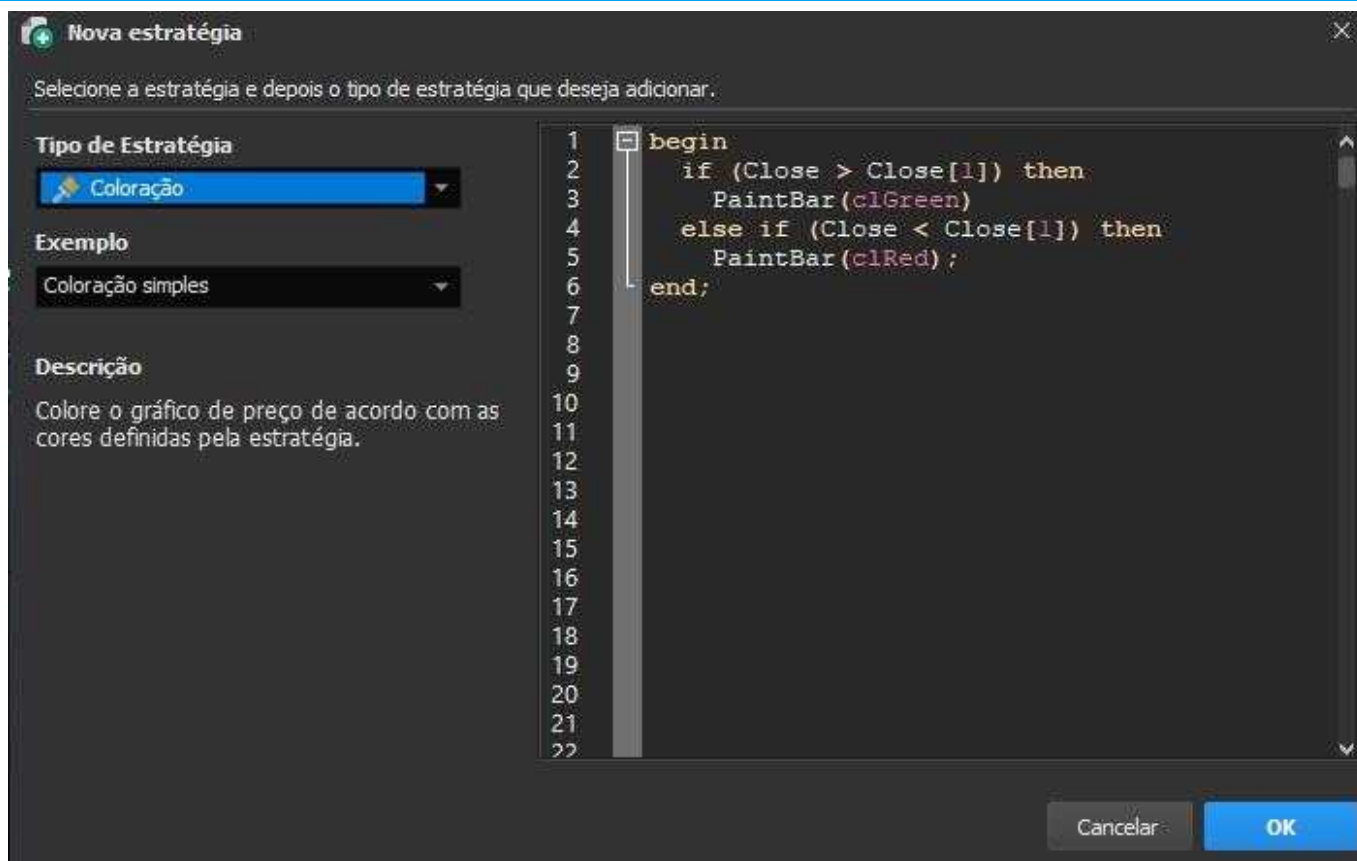 Nova estratégia
Selecione a estratégia e depois o tipo de estratégia que deseja adicionar.
Tipo de Estratégia
Coloração
Exemplo
Coloração simples
Descrição
Colore o gráfico de preço de acordo com as
cores definidas pela estratégia.
1 begin
2 if (Close > Close[1]) then
3 PaintBar(clGreen)
4 else if (Close < Close[1]) then
5 PaintBar(clRed);
6 end;
7
8
9
10
11
12
13
14
15
16
17
18
19
20
21
22
Cancelar
OK